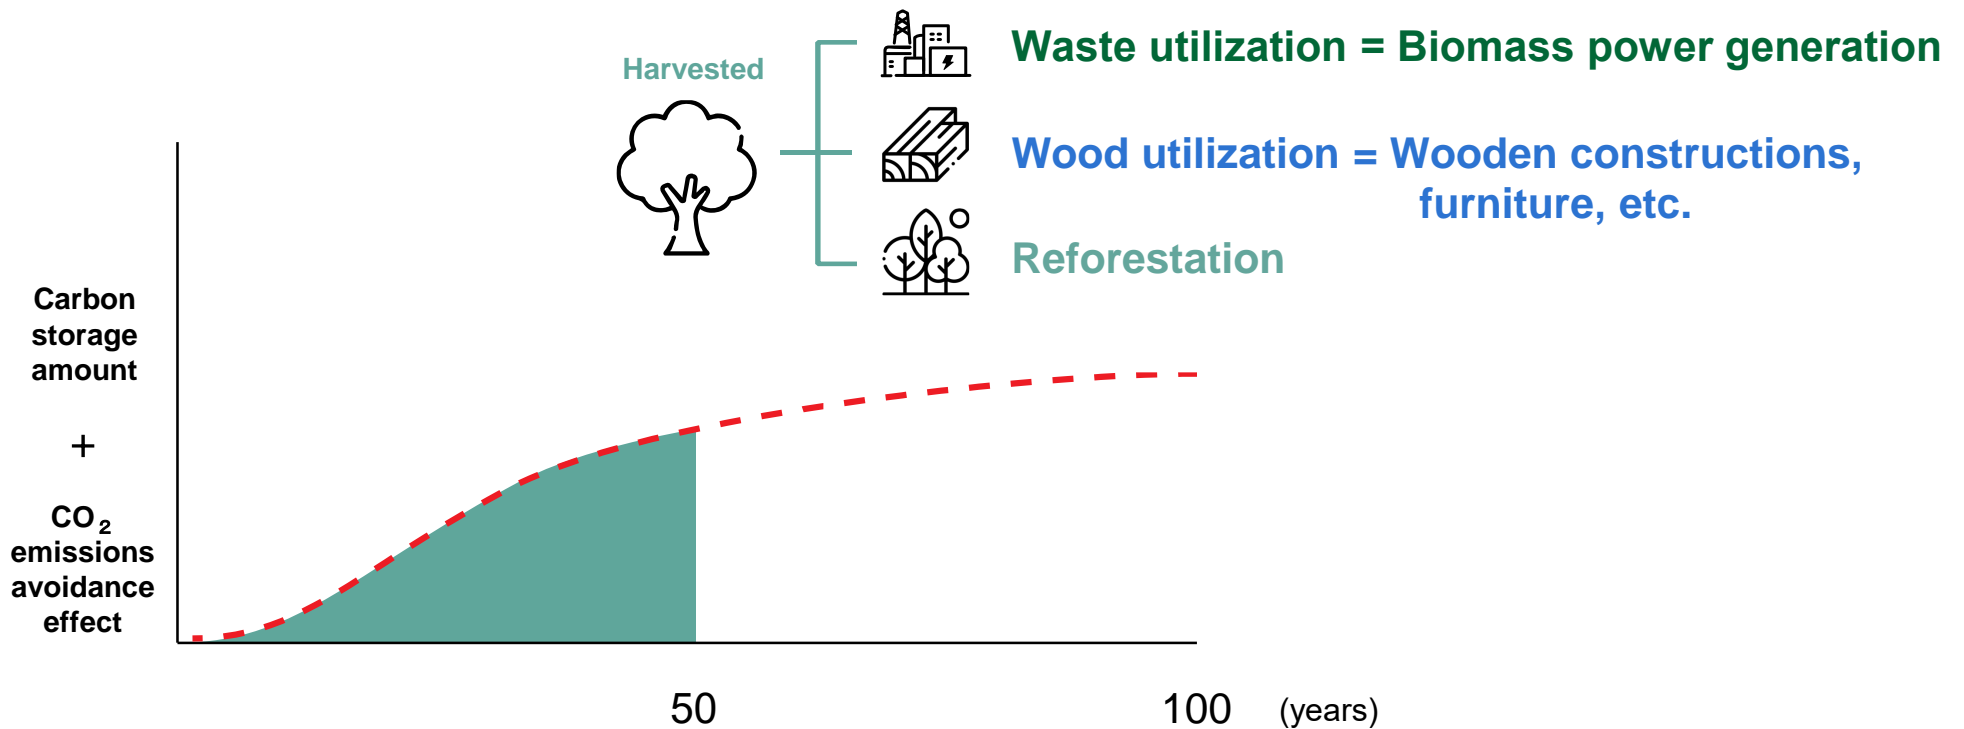 Harvested
Waste utilization = Biomass power generation
Wood utilization = Wooden constructions,
furniture, etc.
Reforestation
Carbon
storage
amount
+
CO₂
emissions
avoidance
effect
50
100
(years)